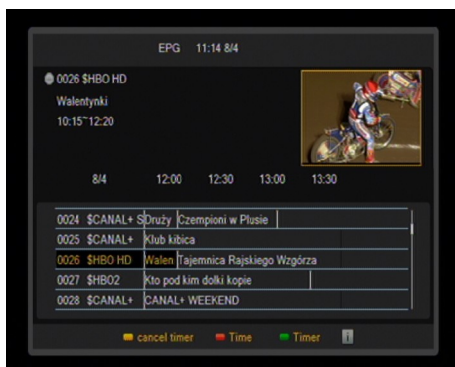 EPG 11:14 8/4
0026 $HBO HD
Walentynki
10:15~12:20
8/4 12:00 12:30 13:00 13:30
0024 $CANAL+ S Druży Czempioni w Plusie
0025 $CANAL+ Klub kibica
0026 $HBO HD Walen Tajemnica Rajskiego Wzgórza
0027 $HBO2 Kto pod kim dolki kopie
0028 $CANAL+ CANAL+ WEEKEND
cancel timer Time Timer i